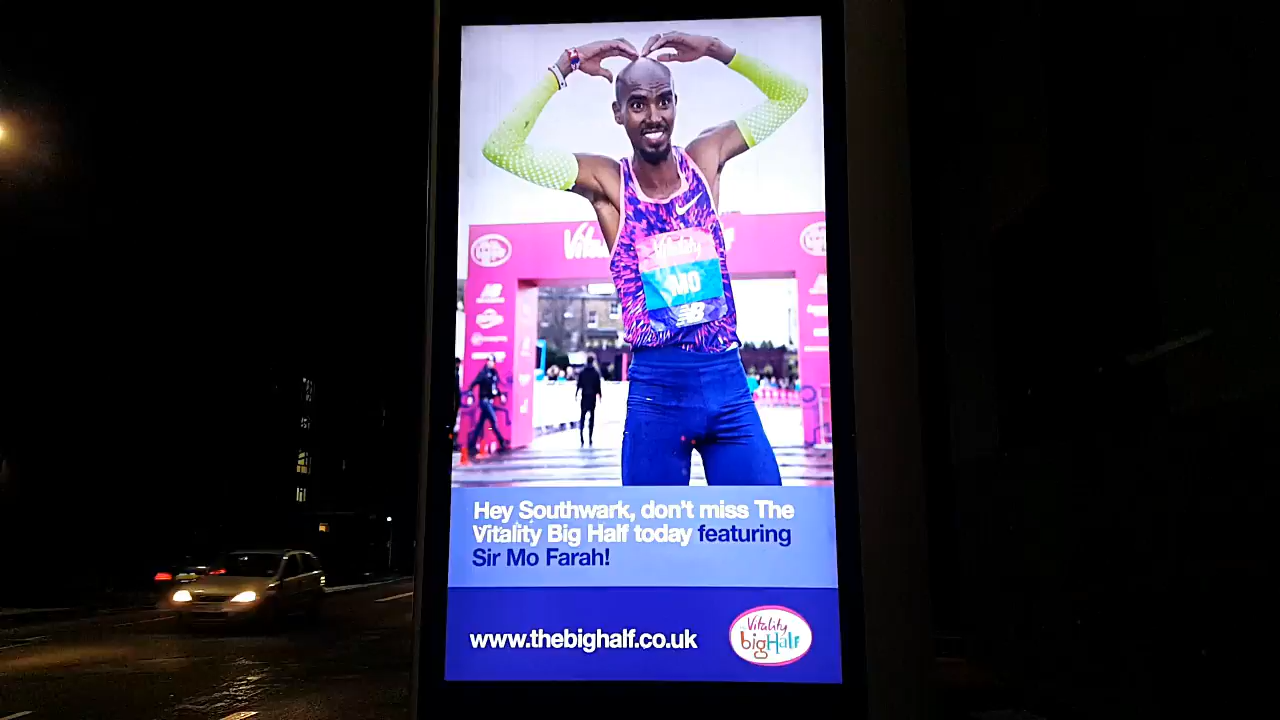 Vitality
MO
Hey Southwark, don't miss The
Vitality Big Half today featuring
Sir Mo Farah!
www.thebighalf.co.uk
Vitality
bigHalf